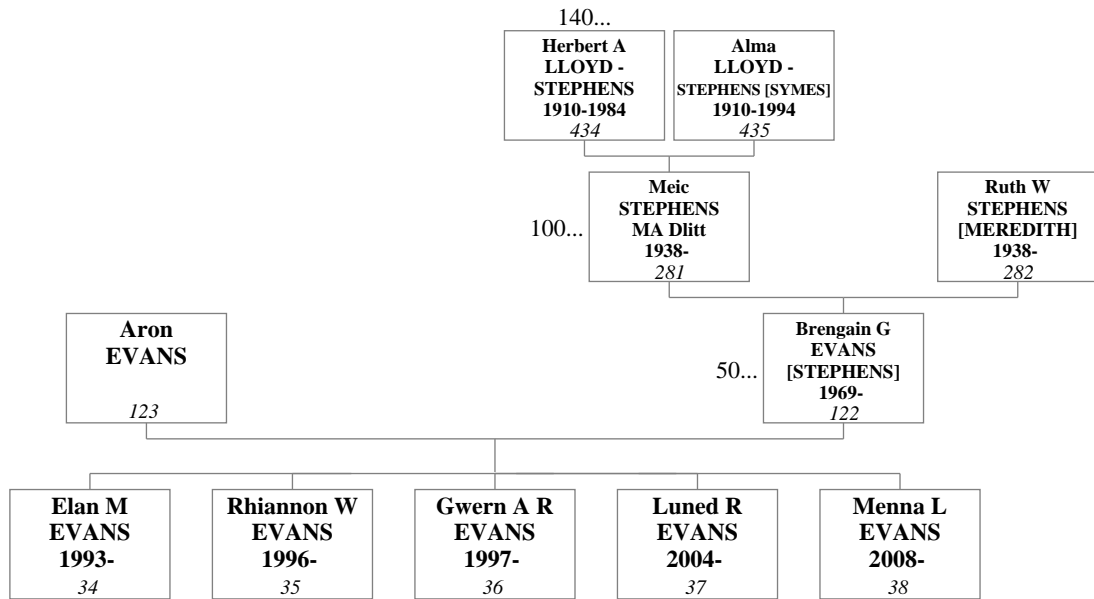 140...
Herbert A
LLOYD -
STEPHENS
1910-1984
434
Alma
LLOYD -
STEPHENS [SYMES]
1910-1994
435
100...
Meic
STEPHENS
MA Dlitt
1938-
281
Ruth W
STEPHENS
[MEREDITH]
1938-
282
Aron
EVANS
123
50...
Brengain G
EVANS
[STEPHENS]
1969-
122
Elan M
EVANS
1993-
34
Rhiannon W
EVANS
1996-
35
Gwern A R
EVANS
1997-
36
Luned R
EVANS
2004-
37
Menna L
EVANS
2008-
38